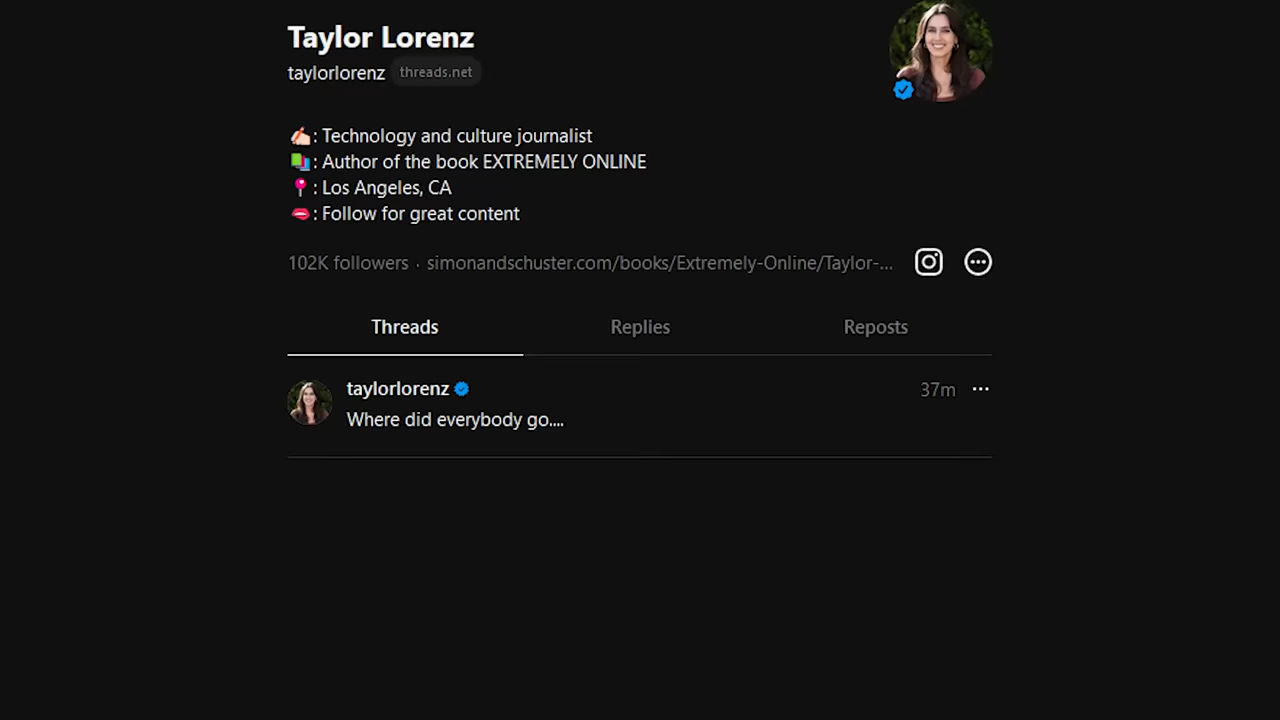 Taylor Lorenz
taylorlorenz threads.net
: Technology and culture journalist
: Author of the book EXTREMELY ONLINE
: Los Angeles, CA
: Follow for great content
102K followers · simonandschuster.com/books/Extremely-Online/Taylor-...
Threads Replies Reposts
taylorlorenz 37m
Where did everybody go....